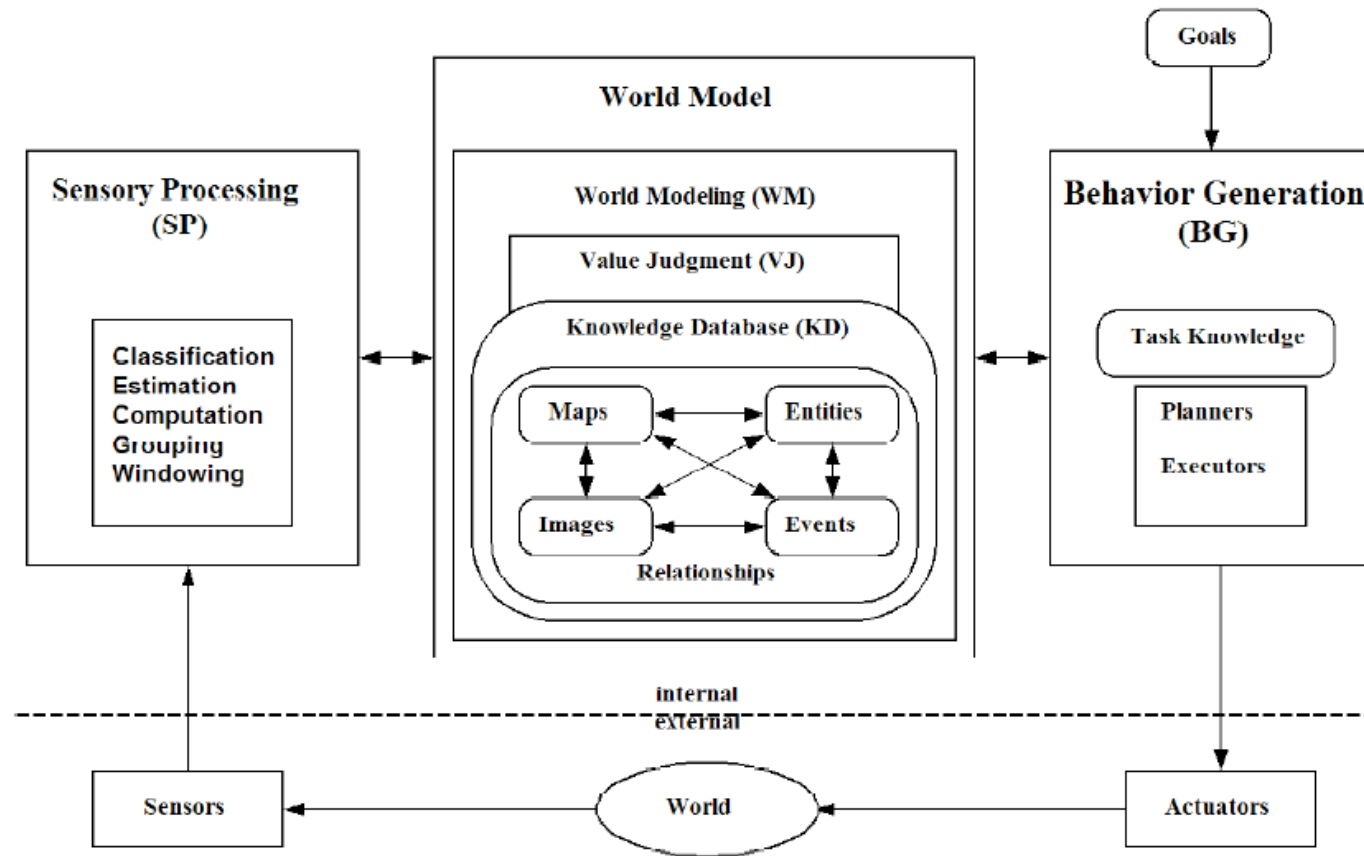 Goals
World Model
Sensory Processing
(SP)
World Modeling (WM)
Behavior Generation
(BG)
Value Judgment (VJ)
Knowledge Database (KD)
Classification
Estimation
Computation
Grouping
Windowing
Task Knowledge
Maps
Entities
Planners
Executors
Images
Events
Relationships
internal
external
Sensors
World
Actuators